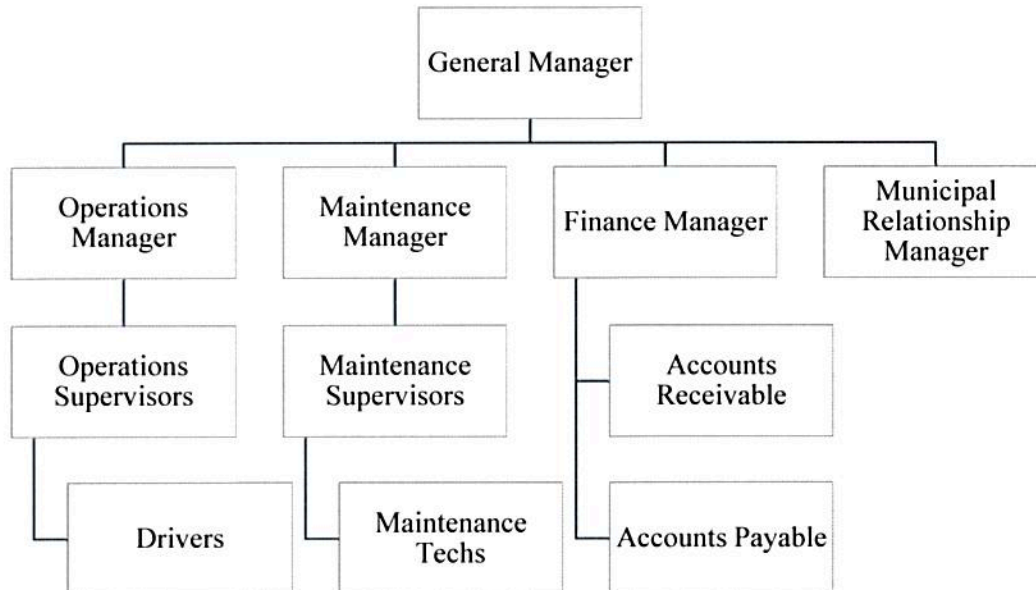 General Manager
Operations
Manager
Maintenance
Manager
Finance Manager
Municipal
Relationship
Manager
Operations
Supervisors
Maintenance
Supervisors
Accounts
Receivable
Drivers
Maintenance
Techs
Accounts Payable